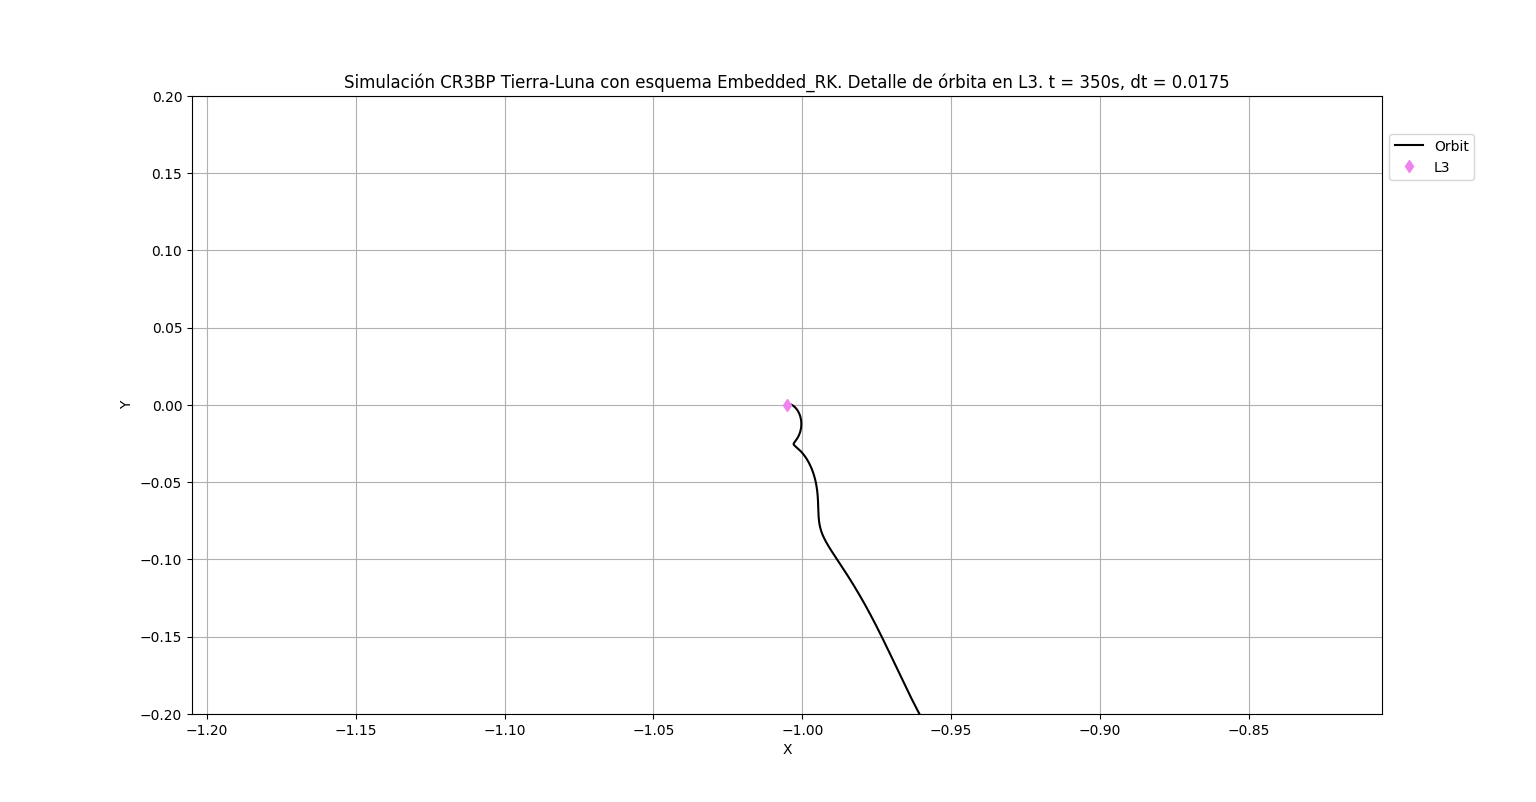 Simulación CR3BP Tierra-Luna con esquema Embedded_RK. Detalle de órbita en L3. t = 350s, dt = 0.0175
0.20
0.15
0.10
0.05
0.00
−0.05
−0.10
−0.15
−0.20
Y
−1.20 −1.15 −1.10 −1.05 −1.00 −0.95 −0.90 −0.85
X
Orbit
L3